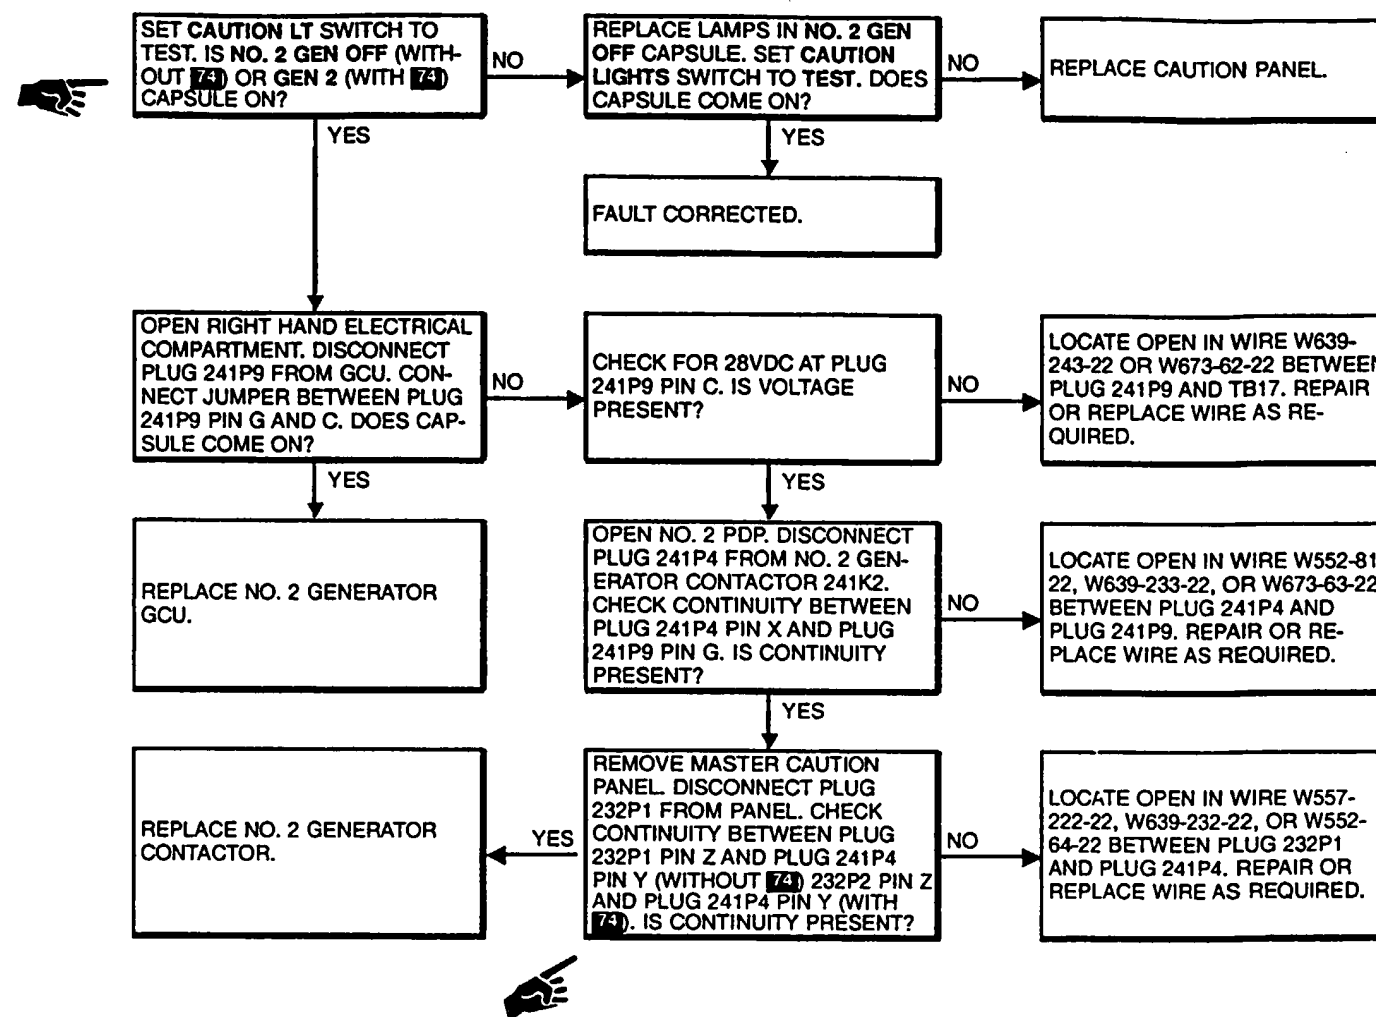 SET CAUTION LT SWITCH TO
TEST. IS NO. 2 GEN OFF (WITH-
OUT 74) OR GEN 2 (WITH 74)
CAPSULE ON?
NO
REPLACE LAMPS IN NO. 2 GEN
OFF CAPSULE. SET CAUTION
LIGHTS SWITCH TO TEST. DOES
CAPSULE COME ON?
NO
REPLACE CAUTION PANEL.
YES
YES
FAULT CORRECTED.
OPEN RIGHT HAND ELECTRICAL
COMPARTMENT. DISCONNECT
PLUG 241P9 FROM GCU. CON-
NECT JUMPER BETWEEN PLUG
241P9 PIN G AND C. DOES CAP-
SULE COME ON?
NO
CHECK FOR 28VDC AT PLUG
241P9 PIN C. IS VOLTAGE
PRESENT?
NO
LOCATE OPEN IN WIRE W639-
243-22 OR W673-62-22 BETWEEN
PLUG 241P9 AND TB17. REPAIR
OR REPLACE WIRE AS RE-
QUIRED.
YES
YES
REPLACE NO. 2 GENERATOR
GCU.
OPEN NO. 2 PDP. DISCONNECT
PLUG 241P4 FROM NO. 2 GEN-
ERATOR CONTACTOR 241K2.
CHECK CONTINUITY BETWEEN
PLUG 241P4 PIN X AND PLUG
241P9 PIN G. IS CONTINUITY
PRESENT?
NO
LOCATE OPEN IN WIRE W552-81
22, W639-233-22, OR W673-63-22
BETWEEN PLUG 241P4 AND
PLUG 241P9. REPAIR OR RE-
PLACE WIRE AS REQUIRED.
YES
REPLACE NO. 2 GENERATOR
CONTACTOR.
YES
REMOVE MASTER CAUTION
PANEL. DISCONNECT PLUG
232P1 FROM PANEL. CHECK
CONTINUITY BETWEEN PLUG
232P1 PIN Z AND PLUG 241P4
PIN Y (WITHOUT 74) 232P2 PIN Z
AND PLUG 241P4 PIN Y (WITH
74). IS CONTINUITY PRESENT?
NO
LOCATE OPEN IN WIRE W557-
222-22, W639-232-22, OR W552-
64-22 BETWEEN PLUG 232P1
AND PLUG 241P4. REPAIR OR
REPLACE WIRE AS REQUIRED.